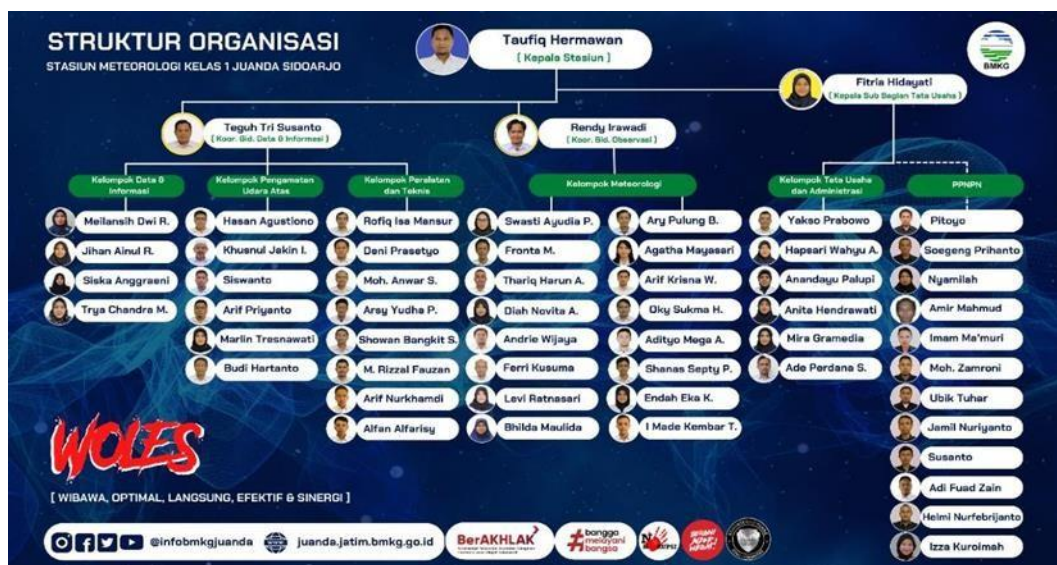 STRUKTUR ORGANISASI
STASIUN METEOROLOGI KELAS 1 JUANDA SIDOARJO
Taufiq Hermawan
[ Kepala Stasiun ]
BMKG
Fitria Hidayati
[ Kepala Sub Bagian Tata Usaha ]
Teguh Tri Susanto
[ Koor. Bid. Data & Informasi ]
Rendy Irawadi
[ Koor. Bid. Observasi ]
Kelompok Data &
Informasi
Meilansih Dwi R.
Jihan Ainul R.
Siska Anggraeni
Trya Chandra M.
Kelompok Pengamatan
Udara Atas
Hasan Agustiono
Khusnul Jakin I.
Siswanto
Arif Priyanto
Marlin Tresnawati
Budi Hartanto
Kelompok Peralatan
dan Teknis
Rofiq Isa Mansur
Deni Prasetyo
Moh. Anwar S.
Arsy Yudha P.
Showan Bangkit S.
M. Rizzal Fauzan
Arif Nurkhamdi
Alfan Alfarisy
Kelompok Meteorologi
Swasti Ayudia P.
Fronta M.
Thariq Harun A.
Diah Novita A.
Andrie Wijaya
Ferri Kusuma
Levi Ratnasari
Bhilda Maulida
Ary Pulung B.
Agatha Mayasari
Arif Krisna W.
Oky Sukma H.
Adityo Mega A.
Shanas Septy P.
Endah Eka K.
I Made Kembar T.
Kelompok Tata Usaha
dan Administrasi
Yakso Prabowo
Hapsari Wahyu A.
Anandayu Palupi
Anita Hendrawati
Mira Gramedia
Ade Perdana S.
PPNPN
Pitoyo
Soegeng Prihanto
Nyamilah
Amir Mahmud
Imam Ma'muri
Moh. Zamroni
Ubik Tuhar
Jamil Nuriyanto
Susanto
Adi Fuad Zain
Helmi Nurfebrijanto
Izza Kuroimah
WOLES
[ WIBAWA, OPTIMAL, LANGSUNG, EFEKTIF & SINERGI ]
@infobmkgjuanda
juanda.jatim.bmkg.go.id
BerAKHLAK
# bangga
melayani
bangsa